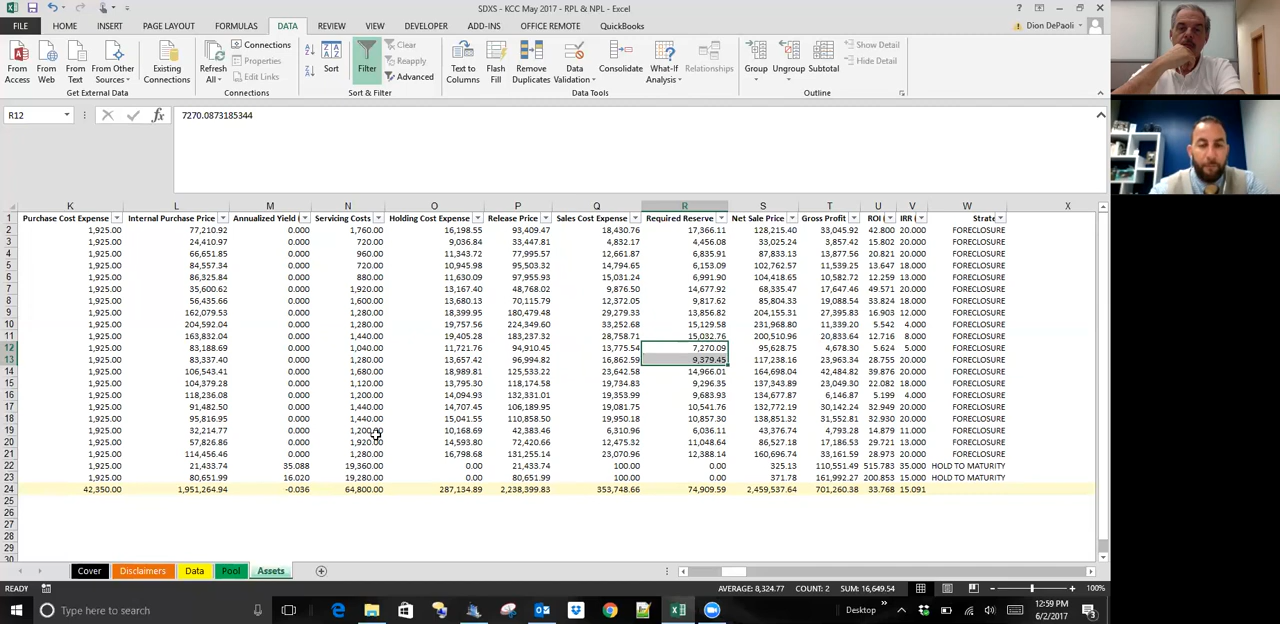 SDXS - KCC May 2017 - RPL & NPL - Excel
FILE HOME INSERT PAGE LAYOUT FORMULAS DATA REVIEW VIEW DEVELOPER ADD-INS OFFICE REMOTE QuickBooks Dion DePaoli
From Access From Web From Text From Other Sources Existing Connections Refresh All Connections Properties Edit Links Sort Filter Clear Reapply Advanced Text to Columns Flash Fill Remove Duplicates Data Validation Consolidate What-If Analysis Relationships Group Ungroup Subtotal Show Detail Hide Detail
Get External Data Connections Sort & Filter Data Tools Outline
R12 fx 7270.0873185344
K L M N O P Q R S T U V W X
1 Purchase Cost Expense Internal Purchase Price Annualized Yield ( Servicing Costs Holding Cost Expense Release Price Sales Cost Expense Required Reserve Net Sale Price Gross Profit ROI ( IRR ( Strate
2 1,925.00 77,210.92 0.000 1,760.00 16,198.55 93,409.47 18,430.76 17,366.11 128,215.40 33,045.92 42.800 20.000 FORECLOSURE
3 1,925.00 24,410.97 0.000 720.00 9,036.84 33,447.81 4,832.17 4,456.08 33,025.24 3,857.42 15.802 20.000 FORECLOSURE
4 1,925.00 66,651.85 0.000 960.00 11,343.72 77,995.57 12,661.87 6,835.91 87,833.13 13,877.56 20.821 20.000 FORECLOSURE
5 1,925.00 84,557.34 0.000 720.00 10,945.98 95,503.32 14,794.65 6,153.09 102,762.57 11,539.25 13.647 18.000 FORECLOSURE
6 1,925.00 86,325.84 0.000 880.00 11,630.09 97,955.93 15,031.24 6,991.90 104,418.65 10,582.72 12.259 13.000 FORECLOSURE
7 1,925.00 35,600.62 0.000 1,920.00 13,167.40 48,768.02 9,876.50 14,677.92 68,335.49 17,647.46 49.571 20.000 FORECLOSURE
8 1,925.00 56,435.66 0.000 1,600.00 13,680.13 70,115.79 12,372.05 9,817.62 85,804.33 19,088.54 33.824 18.000 FORECLOSURE
9 1,925.00 162,079.53 0.000 1,280.00 18,399.95 180,479.48 29,279.33 13,856.82 204,155.31 27,395.83 16.903 12.000 FORECLOSURE
10 1,925.00 204,592.04 0.000 1,280.00 19,757.56 224,349.60 33,252.68 15,129.58 231,968.80 11,339.20 5.542 4.000 FORECLOSURE
11 1,925.00 163,832.04 0.000 1,280.00 19,405.28 183,237.32 28,758.71 15,032.76 200,510.96 20,833.64 12.716 8.000 FORECLOSURE
12 1,925.00 83,188.69 0.000 1,040.00 11,721.76 94,910.45 13,775.54 7,270.09 95,628.75 4,678.30 5.624 5.000 FORECLOSURE
13 1,925.00 83,337.40 0.000 1,280.00 13,657.42 96,994.82 16,862.59 9,379.45 117,238.16 23,963.34 28.755 20.000 FORECLOSURE
14 1,925.00 106,543.41 0.000 1,680.00 18,989.81 125,533.22 23,642.58 14,966.01 164,698.04 42,484.82 39.876 20.000 FORECLOSURE
15 1,925.00 104,379.28 0.000 1,120.00 13,795.30 118,174.58 19,734.83 9,296.35 137,343.89 23,049.30 22.082 18.000 FORECLOSURE
16 1,925.00 118,236.08 0.000 1,200.00 14,094.93 132,331.01 19,353.99 9,683.93 134,677.87 6,146.87 5.199 4.000 FORECLOSURE
17 1,925.00 91,482.50 0.000 1,440.00 14,707.45 106,189.95 19,081.75 10,541.76 132,772.19 30,142.24 32.949 20.000 FORECLOSURE
18 1,925.00 95,816.95 0.000 1,440.00 15,041.55 110,858.50 19,950.18 10,857.30 138,761.41 31,552.81 32.930 20.000 FORECLOSURE
19 1,925.00 32,214.77 0.000 1,200.00 10,168.69 42,383.46 6,310.96 6,036.11 43,376.74 4,793.28 14.879 11.000 FORECLOSURE
20 1,925.00 57,826.86 0.000 1,920.00 14,593.80 72,420.66 12,475.32 11,048.64 86,527.18 17,186.53 29.721 13.000 FORECLOSURE
21 1,925.00 114,456.46 0.000 1,280.00 16,798.68 131,255.14 23,070.96 12,388.14 160,696.74 33,161.59 28.973 20.000 FORECLOSURE
22 1,925.00 21,433.74 35.088 19,360.00 0.00 21,433.74 100.00 0.00 325.13 110,551.49 515.783 35.000 HOLD TO MATURITY
23 1,925.00 80,651.99 16.020 19,280.00 0.00 80,651.99 100.00 0.00 371.78 161,992.27 200.853 15.000 HOLD TO MATURITY
24 42,350.00 1,951,264.94 -0.036 64,800.00 287,134.89 2,238,399.83 353,748.66 74,909.59 2,459,537.64 701,260.38 33.768 15.091
25
26
27
28
29
30
Cover Disclaimers Data Pool Assets
READY AVERAGE: 8,324.77 COUNT: 2 SUM: 16,649.54 100%
Type here to search Desktop 12:59 PM
6/2/2017